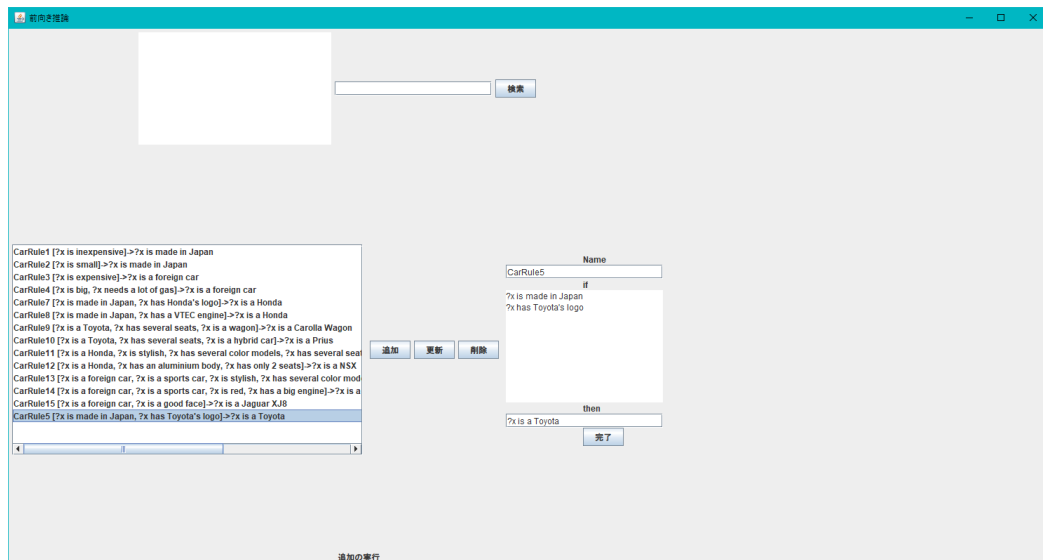 前向き推論
検索
CarRule1 [?x is inexpensive]->?x is made in Japan
CarRule2 [?x is small]->?x is made in Japan
CarRule3 [?x is expensive]->?x is a foreign car
CarRule4 [?x is big, ?x needs a lot of gas]->?x is a foreign car
CarRule7 [?x is made in Japan, ?x has Honda's logo]->?x is a Honda
CarRule8 [?x is made in Japan, ?x has a VTEC engine]->?x is a Honda
CarRule9 [?x is a Toyota, ?x has several seats, ?x is a wagon]->?x is a Carolla Wagon
CarRule10 [?x is a Toyota, ?x has several seats, ?x is a hybrid car]->?x is a Prius
CarRule11 [?x is a Honda, ?x is stylish, ?x has several color models, ?x has several seat
CarRule12 [?x is a Honda, ?x has an aluminium body, ?x has only 2 seats]->?x is a NSX
CarRule13 [?x is a foreign car, ?x is a sports car, ?x is stylish, ?x has several color mod
CarRule14 [?x is a foreign car, ?x is a sports car, ?x is red, ?x has a big engine]->?x is a
CarRule15 [?x is a foreign car, ?x is a good face]->?x is a Jaguar XJ8
CarRule5 [?x is made in Japan, ?x has Toyota's logo]->?x is a Toyota
追加 更新 削除
Name
CarRule5
if
?x is made in Japan
?x has Toyota's logo
then
?x is a Toyota
完了
追加の実行